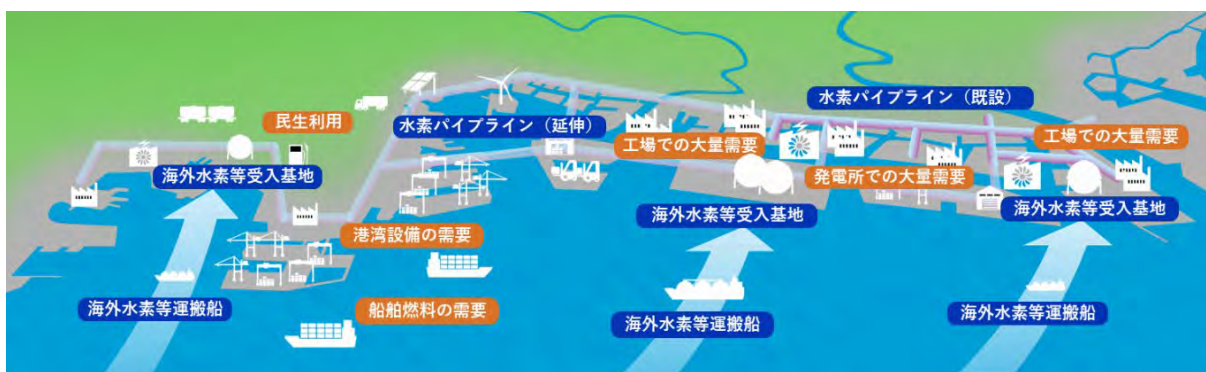 民生利用
水素パイプライン（延伸）
水素パイプライン（既設）
工場での大量需要
工場での大量需要
海外水素等受入基地
発電所での大量需要
海外水素等受入基地
海外水素等受入基地
港湾設備の需要
海外水素等運搬船
船舶燃料の需要
海外水素等運搬船
海外水素等運搬船